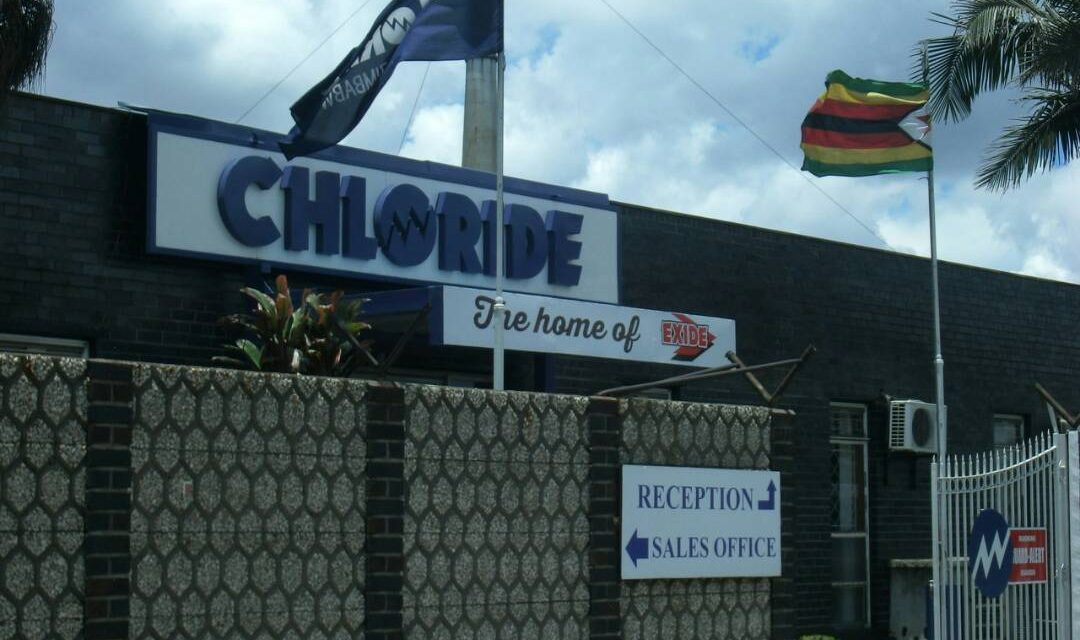 CHLORIDE
The home of EXIDE
RECEPTION
SALES OFFICE